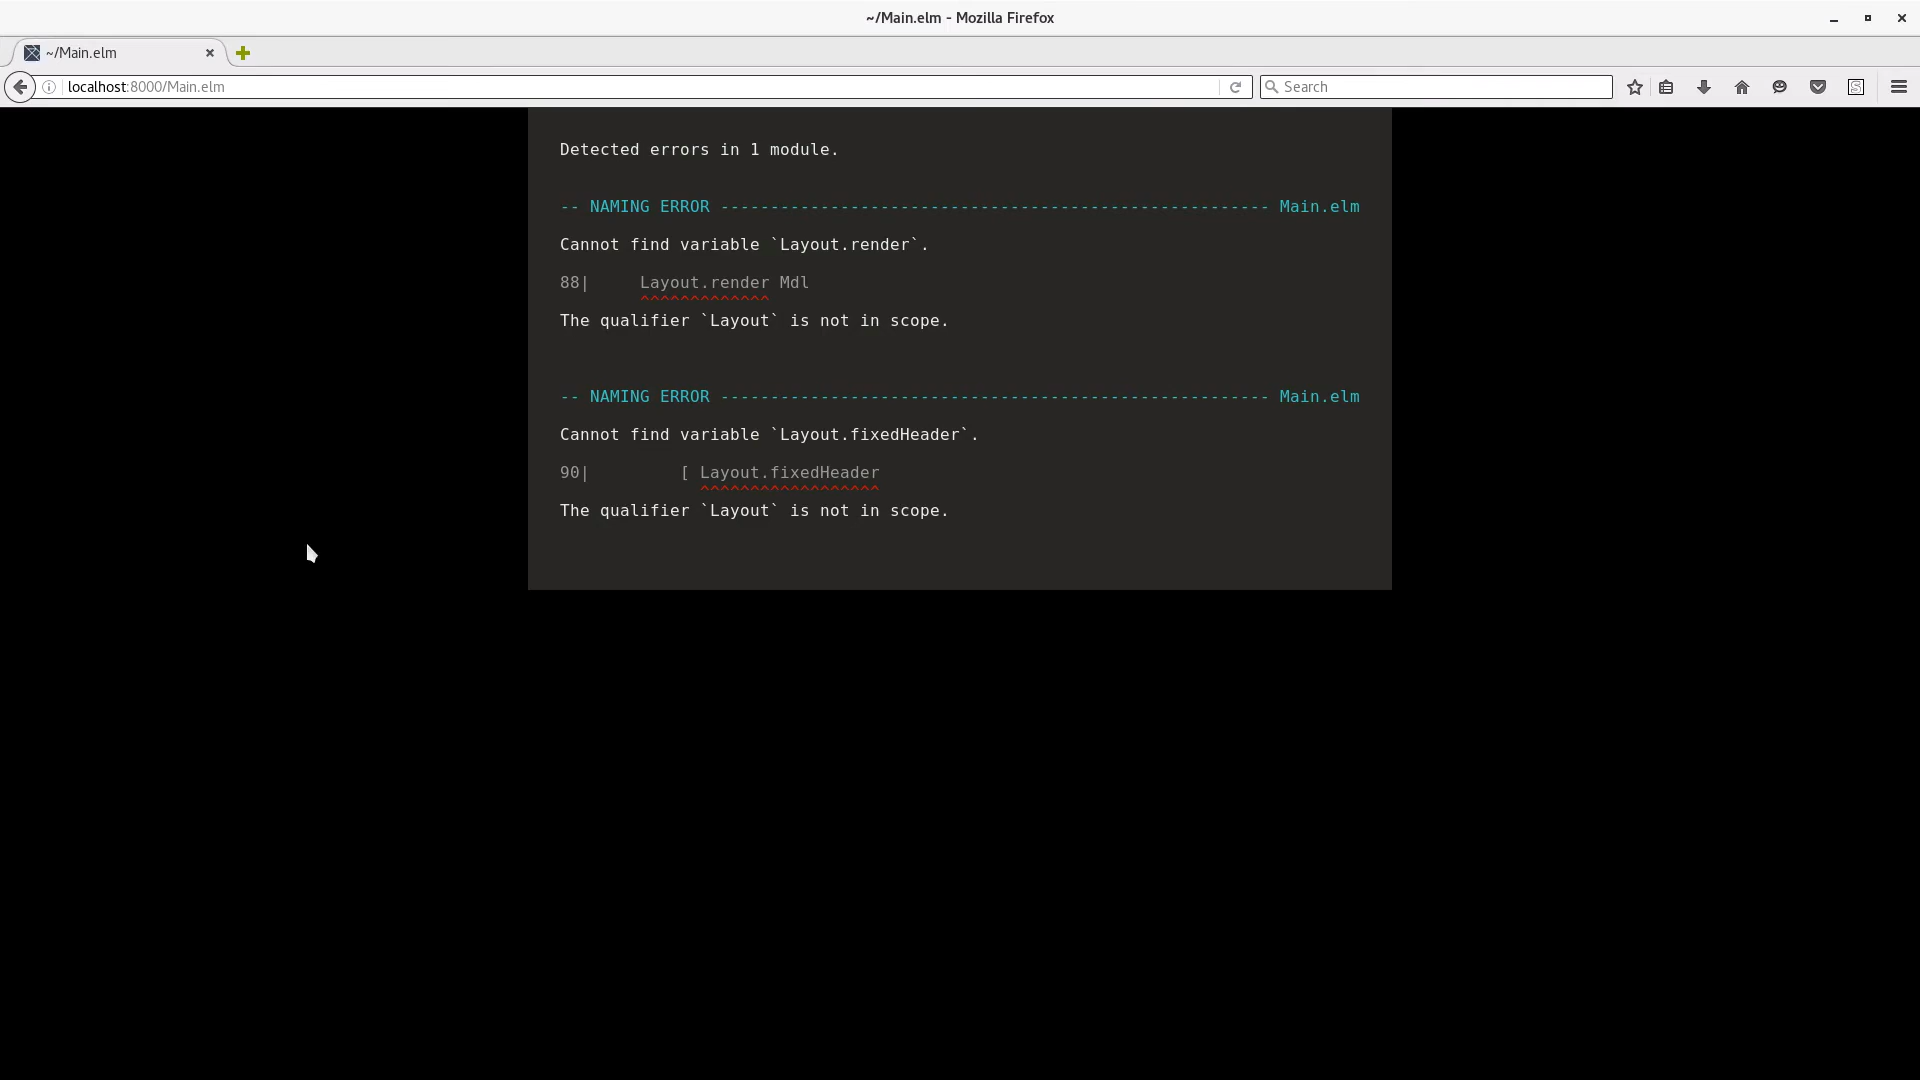 ~/Main.elm - Mozilla Firefox
~/Main.elm
localhost:8000/Main.elm
Search
Detected errors in 1 module.
-- NAMING ERROR ------------------------------------------------------- Main.elm
Cannot find variable `Layout.render`.
88|     Layout.render Mdl
^^^^^^^^^^^^^
The qualifier `Layout` is not in scope.
-- NAMING ERROR ------------------------------------------------------- Main.elm
Cannot find variable `Layout.fixedHeader`.
90|         [ Layout.fixedHeader
^^^^^^^^^^^^^^^^^^
The qualifier `Layout` is not in scope.